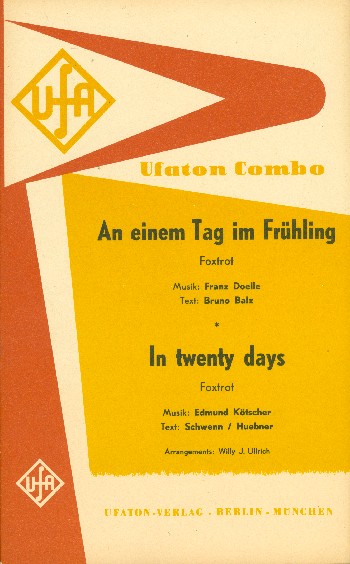 UFA
Ufaton Combo
An einem Tag im Frühling
Foxtrot
Musik: Franz Doelle
Text: Bruno Balz
*
In twenty days
Foxtrot
Musik: Edmund Kötscher
Text: Schwenn / Huebner
Arrangements: Willy J. Ullrich
UFA
UFATON-VERLAG . BERLIN - MÜNCHEN